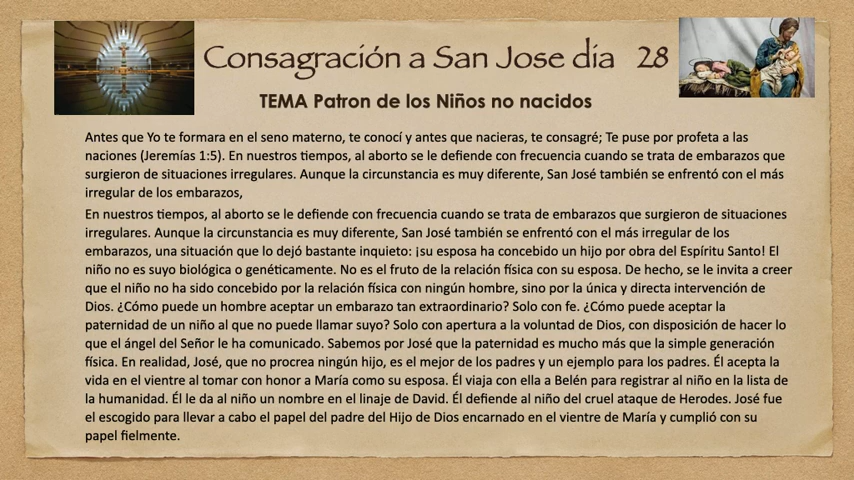 Consagración a San Jose dia 28
TEMA Patron de los Niños no nacidos
Antes que Yo te formara en el seno materno, te conocí y antes que nacieras, te consagré; Te puse por profeta a las
naciones (Jeremías 1:5). En nuestros tiempos, al aborto se le defiende con frecuencia cuando se trata de embarazos que
surgieron de situaciones irregulares. Aunque la circunstancia es muy diferente, San José también se enfrentó con el más
irregular de los embarazos,
En nuestros tiempos, al aborto se le defiende con frecuencia cuando se trata de embarazos que surgieron de situaciones
irregulares. Aunque la circunstancia es muy diferente, San José también se enfrentó con el más irregular de los
embarazos, una situación que lo dejó bastante inquieto: ¡su esposa ha concebido un hijo por obra del Espíritu Santo! El
niño no es suyo biológica o genéticamente. No es el fruto de la relación física con su esposa. De hecho, se le invita a creer
que el niño no ha sido concebido por la relación física con ningún hombre, sino por la única y directa intervención de
Dios. ¿Cómo puede un hombre aceptar un embarazo tan extraordinario? Solo con fe. ¿Cómo puede aceptar la
paternidad de un niño al que no puede llamar suyo? Solo con apertura a la voluntad de Dios, con disposición de hacer lo
que el ángel del Señor le ha comunicado. Sabemos por José que la paternidad es mucho más que la simple generación
física. En realidad, José, que no procrea ningún hijo, es el mejor de los padres y un ejemplo para los padres. Él acepta la
vida en el vientre al tomar con honor a María como su esposa. Él viaja con ella a Belén para registrar al niño en la lista de
la humanidad. Él le da al niño un nombre en el linaje de David. Él defiende al niño del cruel ataque de Herodes. José fue
el escogido para llevar a cabo el papel del padre del Hijo de Dios encarnado en el vientre de María y cumplió con su
papel fielmente.